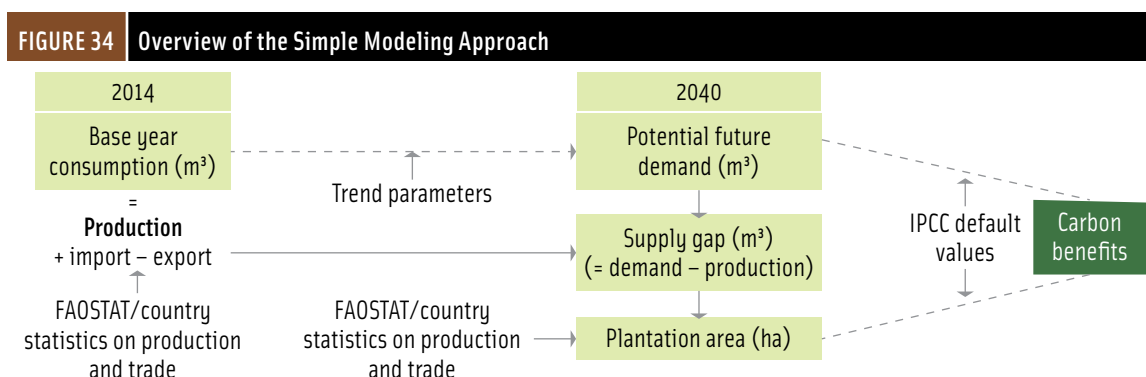 FIGURE 34 Overview of the Simple Modeling Approach
2014
Base year
consumption (m³)
=
Production
+ import – export
FAOSTAT/country
statistics on production
and trade
Trend parameters
FAOSTAT/country
statistics on production
and trade
2040
Potential future
demand (m³)
Supply gap (m³)
(= demand – production)
Plantation area (ha)
IPCC default
values
Carbon
benefits